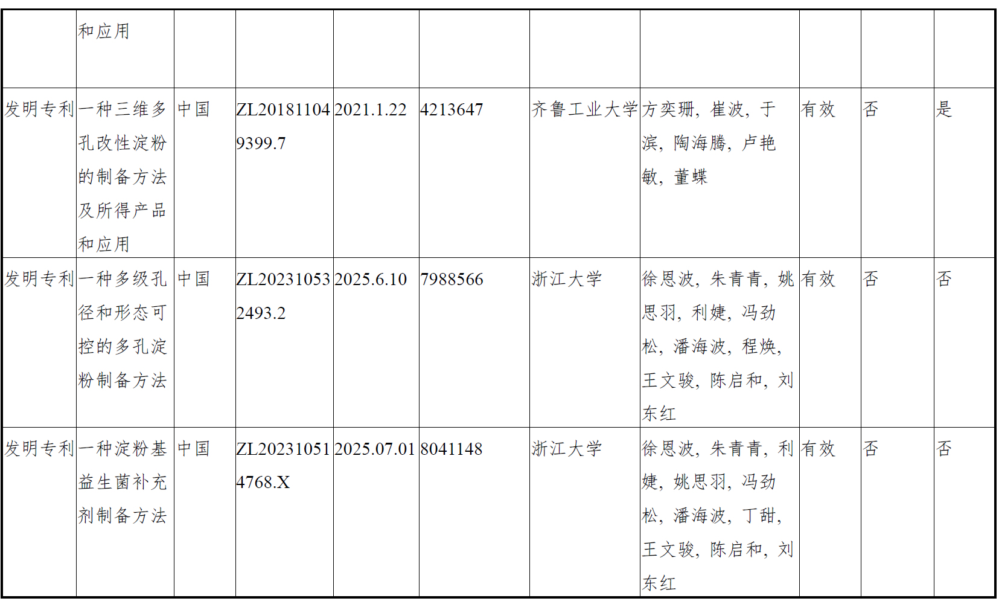 和应用
发明专利 一种三维多 中国 ZL20181104 2021.1.22 4213647 齐鲁工业大学 方奕珊，崔波，于 有效 否 是
孔改性淀粉 9399.7 滨，陶海腾，卢艳
的制备方法 敏，董蝶
及所得产品
和应用
发明专利 一种多级孔 中国 ZL20231053 2025.6.10 7988566 浙江大学 徐恩波，朱青青，姚 有效 否 否
径和形态可 2493.2 思羽，利婕，冯劲
控的多孔淀 松，潘海波，程焕，
粉制备方法 王文骏，陈启和，刘
东红
发明专利 一种淀粉基 中国 ZL20231051 2025.07.01 8041148 浙江大学 徐恩波，朱青青，利 有效 否 否
益生菌补充 4768.X 婕，姚思羽，冯劲
剂制备方法 松，潘海波，丁甜，
王文骏，陈启和，刘
东红